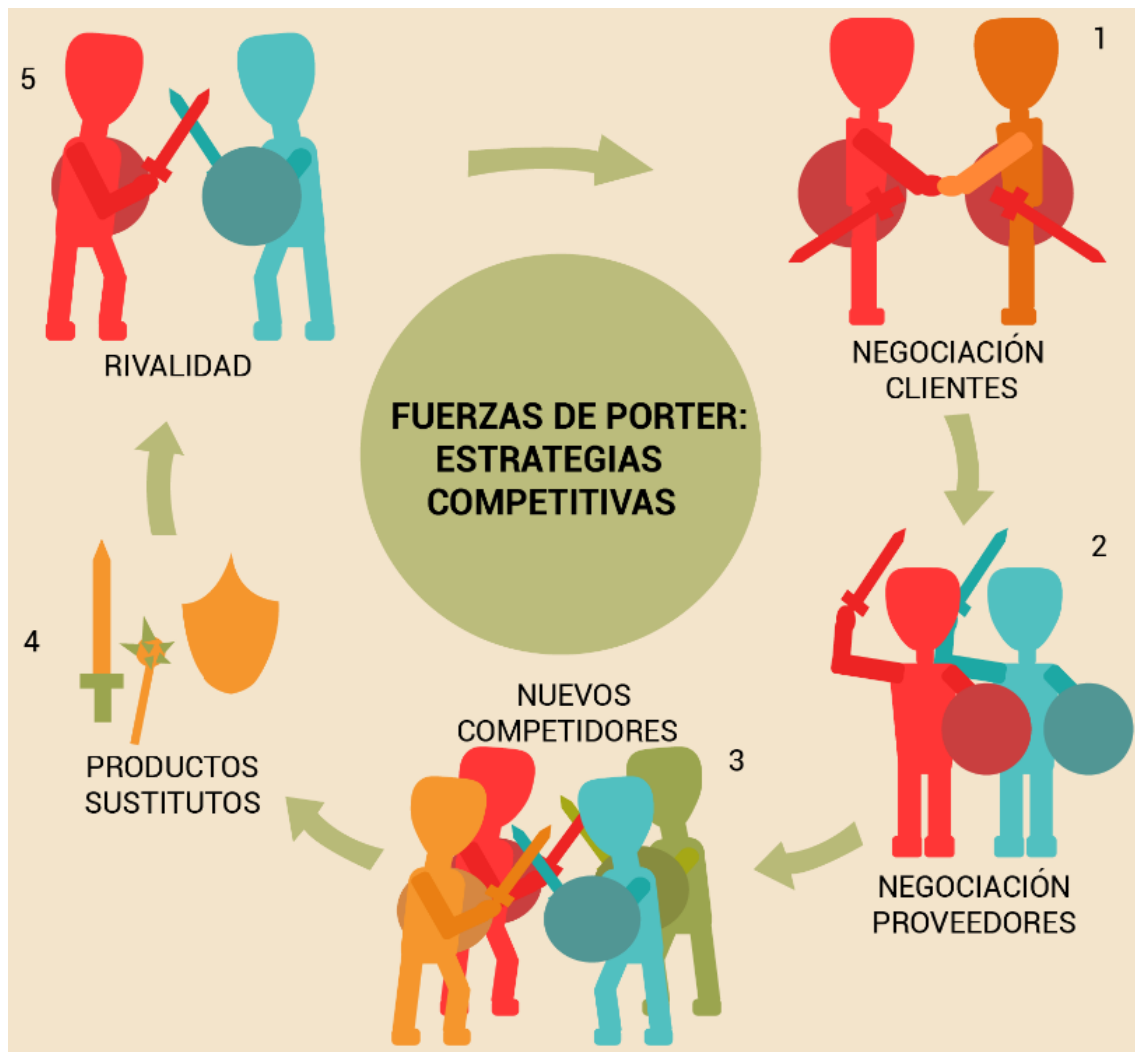 FUERZAS DE PORTER:
ESTRATEGIAS
COMPETITIVAS
1
NEGOCIACIÓN
CLIENTES
2
NEGOCIACIÓN
PROVEEDORES
3
NUEVOS
COMPETIDORES
4
PRODUCTOS
SUSTITUTOS
5
RIVALIDAD